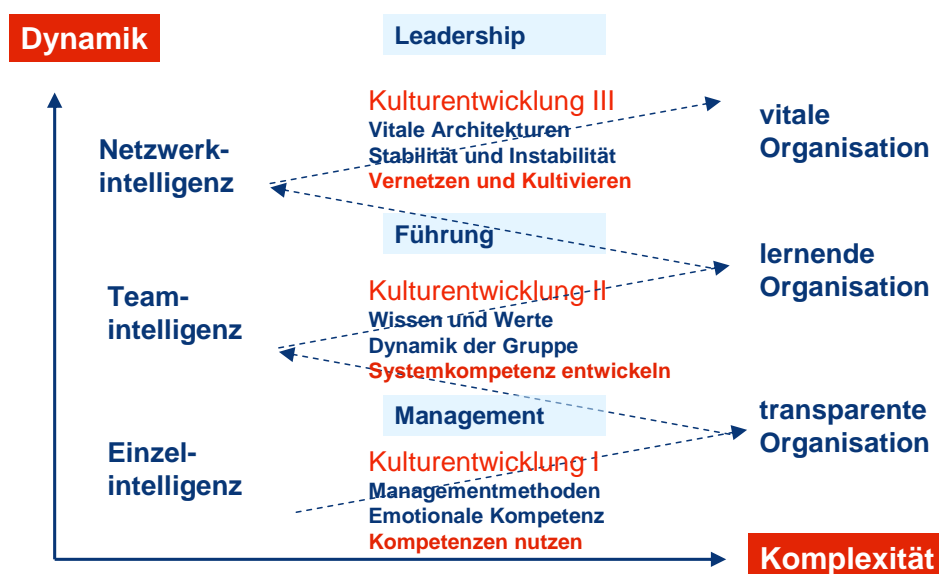 Dynamik
Leadership
Kulturentwicklung III
Vitale Architekturen
Stabilität und Instabilität
Vernetzen und Kultivieren
Netzwerk-
intelligenz
vitale
Organisation
Führung
Kulturentwicklung II
Wissen und Werte
Dynamik der Gruppe
Systemkompetenz entwickeln
Team-
intelligenz
lernende
Organisation
Management
Kulturentwicklung I
Managementmethoden
Emotionale Kompetenz
Kompetenzen nutzen
Einzel-
intelligenz
transparente
Organisation
Komplexität